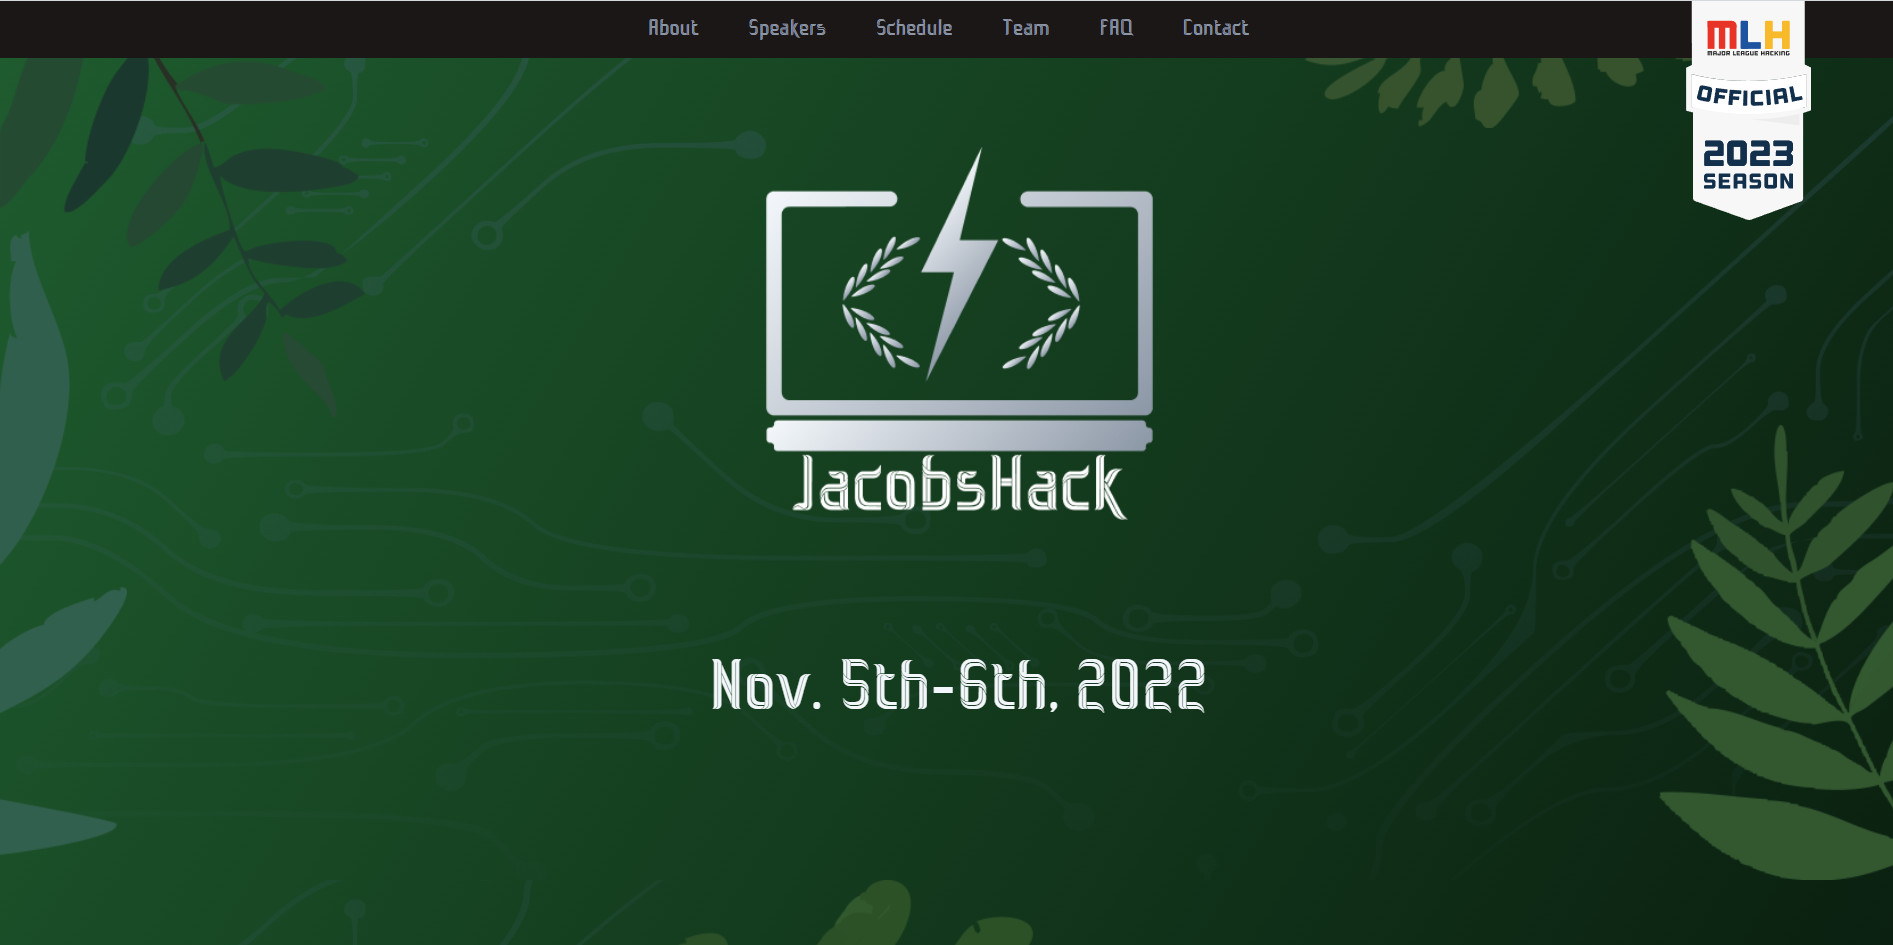 About Speakers Schedule Team FAQ Contact
MLH
MAJOR LEAGUE HACKING
OFFICIAL
2023
SEASON
JacobsHack
Nov. 5th-6th, 2022